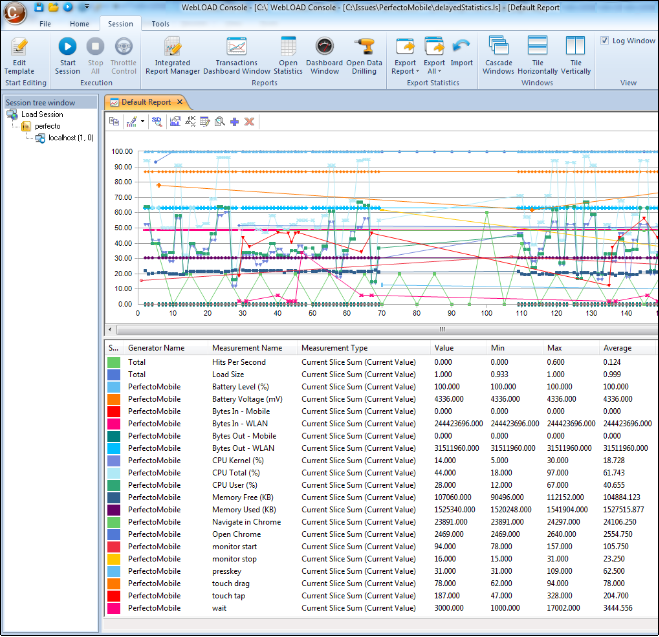 WebLOAD Console - [C:\, WebLOAD Console - [C:\Issues\PerfectoMobile\delayedStatistics.ls] - [Default Report]
File Home Session Tools
Edit Template
Start Session
Stop All
Throttle Control
Integrated Report Manager
Transactions Dashboard Window
Open Statistics
Dashboard Window
Open Data Drilling
Export Report
Export All
Import
Cascade Windows
Tile Horizontally
Tile Vertically
Log Window
Start Editing Execution Reports Export Statistics Windows View
Session tree window
Load Session
perfecto
localhost (1, 0)
Default Report
100.00
90.00
80.00
70.00
60.00
50.00
40.00
30.00
20.00
10.00
0.00
0 10 20 30 40 50 60 70 80 90 100 110 120 130 140
S... Generator Name Measurement Name Measurement Type Value Min Max Average
Total Hits Per Second Current Slice Sum (Current Value) 0.000 0.000 0.600 0.124
Total Load Size Current Slice Sum (Current Value) 1.000 0.933 1.000 0.999
PerfectoMobile Battery Level (%) Current Slice Sum (Current Value) 100.000 100.000 100.000 100.000
PerfectoMobile Battery Voltage (mV) Current Slice Sum (Current Value) 4336.000 4336.000 4336.000 4336.000
PerfectoMobile Bytes In - Mobile Current Slice Sum (Current Value) 0.000 0.000 0.000 0.000
PerfectoMobile Bytes In - WLAN Current Slice Sum (Current Value) 244423696.000 244423696.000 244423696.000 244423696.000
PerfectoMobile Bytes Out - Mobile Current Slice Sum (Current Value) 0.000 0.000 0.000 0.000
PerfectoMobile Bytes Out - WLAN Current Slice Sum (Current Value) 31511960.000 31511960.000 31511960.000 31511960.000
PerfectoMobile CPU Kernel (%) Current Slice Sum (Current Value) 14.000 5.000 30.000 18.728
PerfectoMobile CPU Total (%) Current Slice Sum (Current Value) 44.000 18.000 97.000 61.743
PerfectoMobile CPU User (%) Current Slice Sum (Current Value) 28.000 12.000 67.000 40.655
PerfectoMobile Memory Free (KB) Current Slice Sum (Current Value) 107060.000 90496.000 112152.000 104884.123
PerfectoMobile Memory Used (KB) Current Slice Sum (Current Value) 1525340.000 1520248.000 1541904.000 1527515.877
PerfectoMobile Navigate in Chrome Current Slice Sum (Current Value) 23891.000 23891.000 24297.000 24106.250
PerfectoMobile Open Chrome Current Slice Sum (Current Value) 2469.000 2469.000 2640.000 2554.750
PerfectoMobile monitor start Current Slice Sum (Current Value) 94.000 78.000 157.000 105.750
PerfectoMobile monitor stop Current Slice Sum (Current Value) 16.000 15.000 31.000 23.250
PerfectoMobile presskey Current Slice Sum (Current Value) 31.000 31.000 109.000 62.500
PerfectoMobile touch drag Current Slice Sum (Current Value) 78.000 62.000 94.000 78.000
PerfectoMobile touch tap Current Slice Sum (Current Value) 187.000 47.000 328.000 204.700
PerfectoMobile wait Current Slice Sum (Current Value) 3000.000 1000.000 17002.000 3444.556